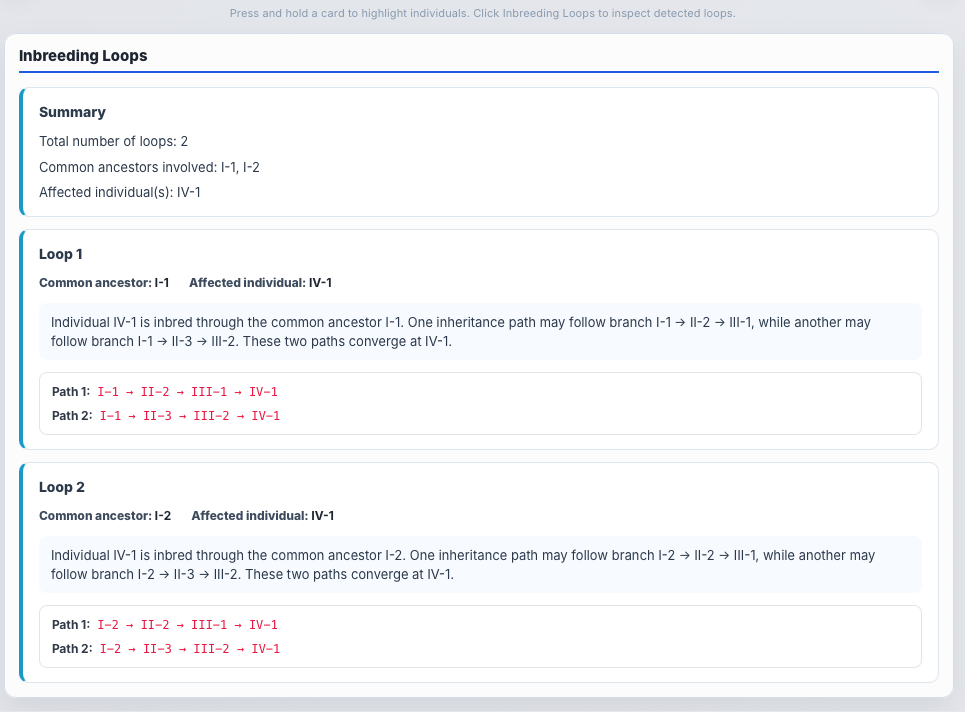 Press and hold a card to highlight individuals. Click Inbreeding Loops to inspect detected loops.
Inbreeding Loops
Summary
Total number of loops: 2
Common ancestors involved: I-1, I-2
Affected individual(s): IV-1
Loop 1
Common ancestor: I-1 Affected individual: IV-1
Individual IV-1 is inbred through the common ancestor I-1. One inheritance path may follow branch I-1 → II-2 → III-1, while another may
follow branch I-1 → II-3 → III-2. These two paths converge at IV-1.
Path 1: I-1 → II-2 → III-1 → IV-1
Path 2: I-1 → II-3 → III-2 → IV-1
Loop 2
Common ancestor: I-2 Affected individual: IV-1
Individual IV-1 is inbred through the common ancestor I-2. One inheritance path may follow branch I-2 → II-2 → III-1, while another may
follow branch I-2 → II-3 → III-2. These two paths converge at IV-1.
Path 1: I-2 → II-2 → III-1 → IV-1
Path 2: I-2 → II-3 → III-2 → IV-1